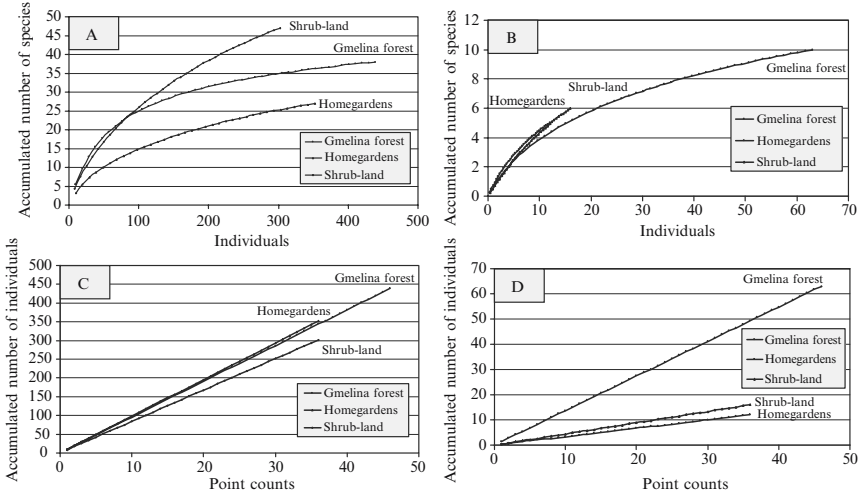 A
Accumulated number of species
50
45
40
35
30
25
20
15
10
5
0
0
100
200
300
400
500
Individuals
Shrub-land
Gmelina forest
Homegardens
Gmelina forest
Homegardens
Shrub-land
B
Accumulated number of species
12
10
8
6
4
2
0
0
10
20
30
40
50
60
70
Individuals
Shrub-land
Homegardens
Gmelina forest
Gmelina forest
Homegardens
Shrub-land
C
Accumulated number of individuals
500
450
400
350
300
250
200
150
100
50
0
0
10
20
30
40
50
Point counts
Gmelina forest
Homegardens
Shrub-land
Gmelina forest
Homegardens
Shrub-land
D
Accumulated number of individuals
70
60
50
40
30
20
10
0
0
10
20
30
40
50
Point counts
Gmelina forest
Shrub-land
Homegardens
Gmelina forest
Homegardens
Shrub-land